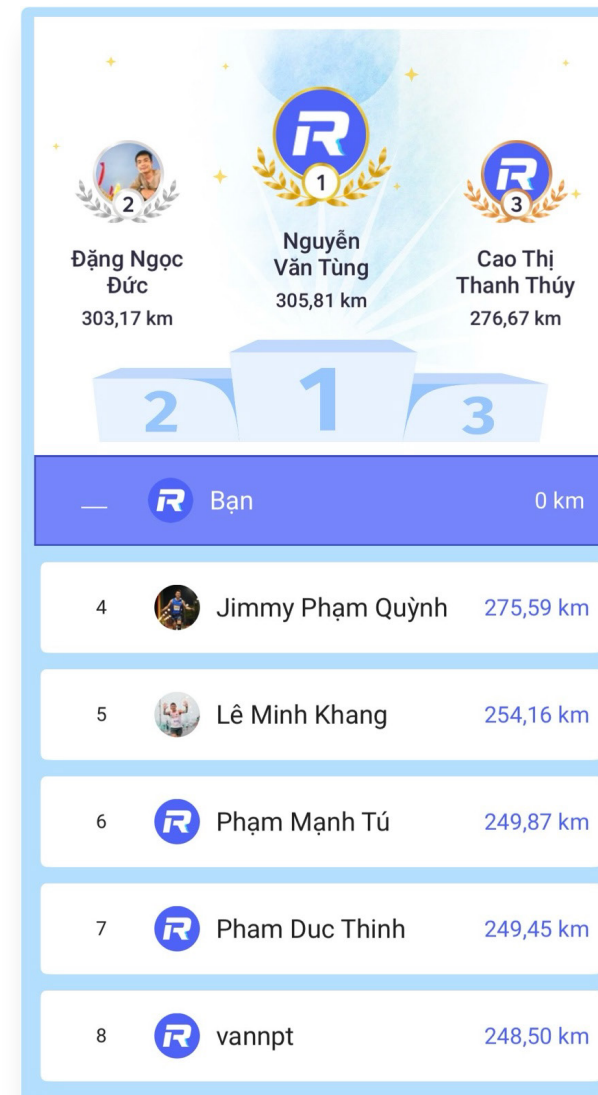 1
2
3
Nguyễn
Văn Tùng
305,81 km
Đặng Ngọc
Đức
303,17 km
Cao Thị
Thanh Thúy
276,67 km
2 1 3
__ R Bạn 0 km
4 Jimmy Phạm Quỳnh 275,59 km
5 Lê Minh Khang 254,16 km
6 R Phạm Mạnh Tú 249,87 km
7 R Pham Duc Thinh 249,45 km
8 R vannpt 248,50 km